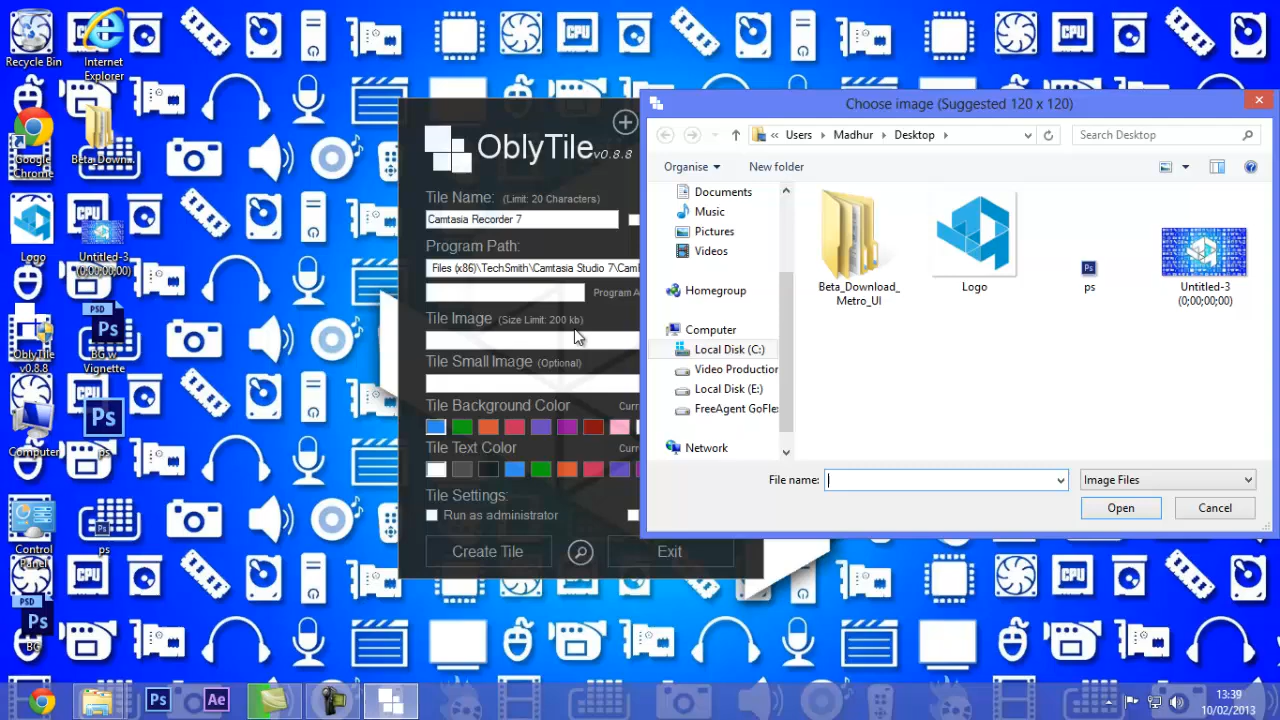 Recycle Bin
Internet
Explorer
Google
Chrome
Beta_Down...
Logo
Untitled-3
(0;00;00;00)
OblyTile
v0.8.8
BG w
Vignette
Computer
ps
Control
Panel
ps
BG
OblyTile v0.8.8
Tile Name: (Limit: 20 Characters)
Camtasia Recorder 7
Program Path:
Files (x86)\TechSmith\Camtasia Studio 7\Cam
Program A
Tile Image (Size Limit: 200 kb)
Tile Small Image (Optional)
Tile Background Color Curr
Tile Text Color Curr
Tile Settings:
Run as administrator
Create Tile
Exit
Choose image (Suggested 120 x 120)
« Users Madhur Desktop
Search Desktop
Organise
New folder
Documents
Music
Pictures
Videos
Homegroup
Computer
Local Disk (C:)
Video Production
Local Disk (E:)
FreeAgent GoFle
Network
Beta_Download_
Metro_UI
Logo
ps
Untitled-3
(0;00;00;00)
File name:
Image Files
Open
Cancel
Ps
Ae
13:39
10/02/2013